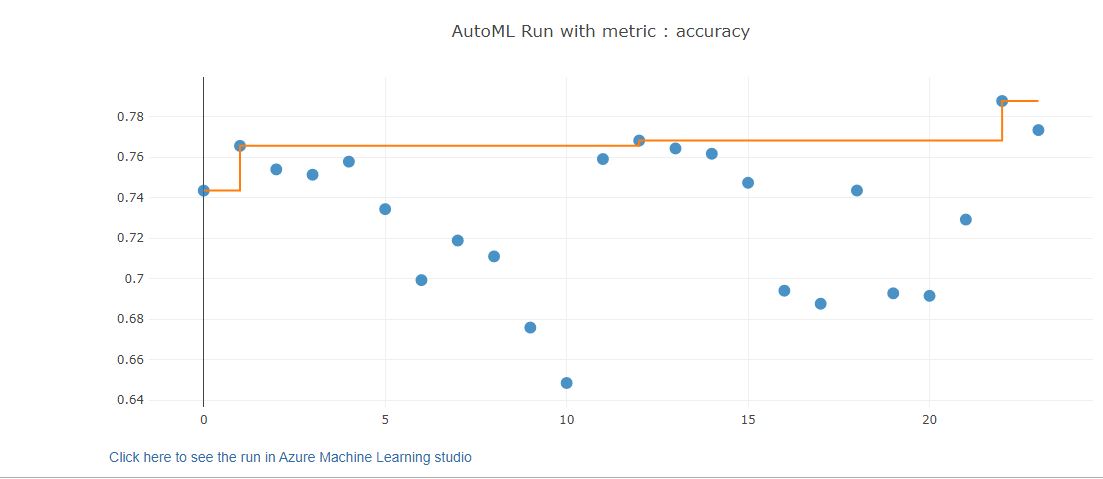 AutoML Run with metric : accuracy
0.78
0.76
0.74
0.72
0.7
0.68
0.66
0.64
0 5 10 15 20
Click here to see the run in Azure Machine Learning studio